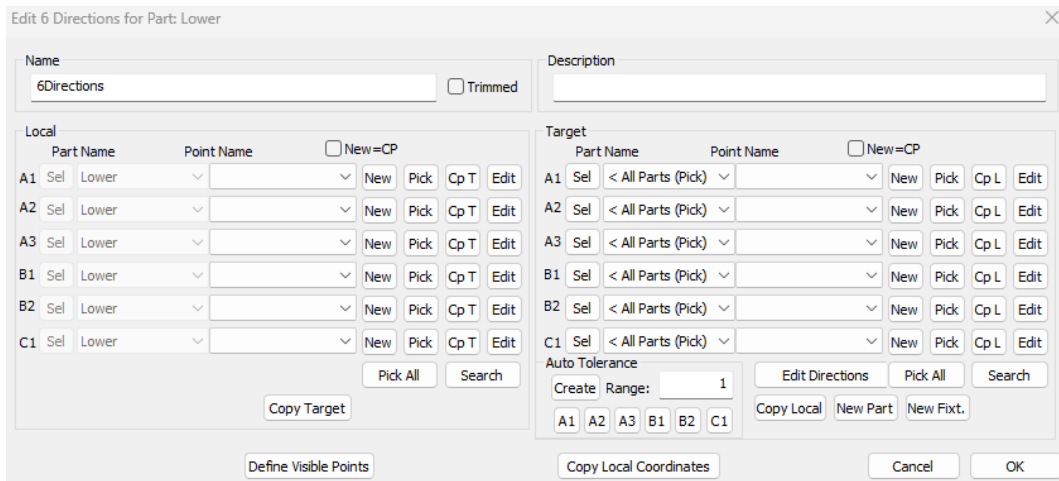 Edit 6 Directions for Part: Lower
Name
6Directions
Trimmed
Description
Local
Part Name Point Name New=CP
A1 Sel Lower New Pick Cp T Edit
A2 Sel Lower New Pick Cp T Edit
A3 Sel Lower New Pick Cp T Edit
B1 Sel Lower New Pick Cp T Edit
B2 Sel Lower New Pick Cp T Edit
C1 Sel Lower New Pick Cp T Edit
Pick All Search
Copy Target
Target
Part Name Point Name New=CP
A1 Sel < All Parts (Pick) New Pick Cp L Edit
A2 Sel < All Parts (Pick) New Pick Cp L Edit
A3 Sel < All Parts (Pick) New Pick Cp L Edit
B1 Sel < All Parts (Pick) New Pick Cp L Edit
B2 Sel < All Parts (Pick) New Pick Cp L Edit
C1 Sel < All Parts (Pick) New Pick Cp L Edit
Auto Tolerance
Create Range: 1
A1 A2 A3 B1 B2 C1
Edit Directions Pick All Search
Copy Local New Part New Fixt.
Define Visible Points Copy Local Coordinates Cancel OK